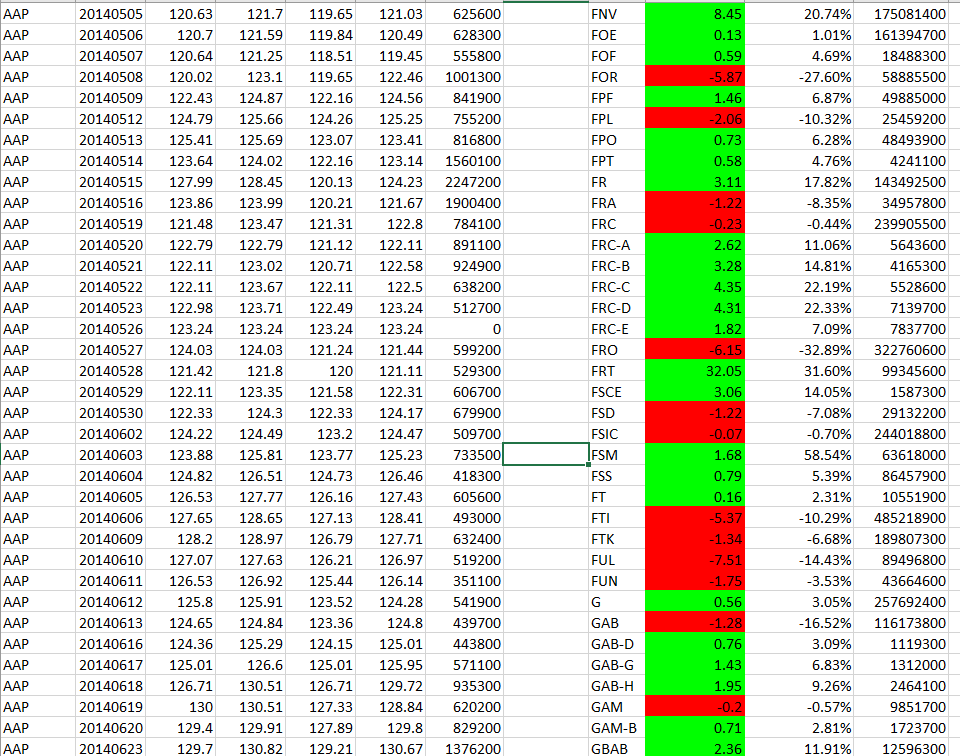 AAP 20140505 120.63 121.7 119.65 121.03 625600 FNV 8.45 20.74% 175081400
AAP 20140506 120.7 121.59 119.84 120.49 628300 FOE 0.13 1.01% 161394700
AAP 20140507 120.64 121.25 118.51 119.45 555800 FOF 0.59 4.69% 18488300
AAP 20140508 120.02 123.1 119.65 122.46 1001300 FOR -5.87 -27.60% 58885500
AAP 20140509 122.43 124.87 122.16 124.56 841900 FPF 1.46 6.87% 49885000
AAP 20140512 124.79 125.66 124.26 125.25 755200 FPL -2.06 -10.32% 25459200
AAP 20140513 125.41 125.69 123.07 123.41 816800 FPO 0.73 6.28% 48493900
AAP 20140514 123.64 124.02 122.16 123.14 1560100 FPT 0.58 4.76% 4241100
AAP 20140515 127.99 128.45 120.13 124.23 2247200 FR 3.11 17.82% 143492500
AAP 20140516 123.86 123.99 120.21 121.67 1900400 FRA -1.22 -8.35% 34957800
AAP 20140519 121.48 123.47 121.31 122.8 784100 FRC -0.23 -0.44% 239905500
AAP 20140520 122.79 122.79 121.12 122.11 891100 FRC-A 2.62 11.06% 5643600
AAP 20140521 122.11 123.02 120.71 122.58 924900 FRC-B 3.28 14.81% 4165300
AAP 20140522 122.11 123.67 122.11 122.5 638200 FRC-C 4.35 22.19% 5528600
AAP 20140523 122.98 123.71 122.49 123.24 512700 FRC-D 4.31 22.33% 7139700
AAP 20140526 123.24 123.24 123.24 123.24 0 FRC-E 1.82 7.09% 7837700
AAP 20140527 124.03 124.03 121.24 121.44 599200 FRO -6.15 -32.89% 322760600
AAP 20140528 121.42 121.8 120 121.11 529300 FRT 32.05 31.60% 99345600
AAP 20140529 122.11 123.35 121.58 122.31 606700 FSCE 3.06 14.05% 1587300
AAP 20140530 122.33 124.3 122.33 124.17 679900 FSD -1.22 -7.08% 29132200
AAP 20140602 124.22 124.49 123.2 124.47 509700 FSIC -0.07 -0.70% 244018800
AAP 20140603 123.88 125.81 123.77 125.23 733500 FSM 1.68 58.54% 63618000
AAP 20140604 124.82 126.51 124.73 126.46 418300 FSS 0.79 5.39% 86457900
AAP 20140605 126.53 127.77 126.16 127.43 605600 FT 0.16 2.31% 10551900
AAP 20140606 127.65 128.65 127.13 128.41 493000 FTI -5.37 -10.29% 485218900
AAP 20140609 128.2 128.97 126.79 127.71 632400 FTK -1.34 -6.68% 189807300
AAP 20140610 127.07 127.63 126.21 126.97 519200 FUL -7.51 -14.43% 89496800
AAP 20140611 126.53 126.92 125.44 126.14 351100 FUN -1.75 -3.53% 43664600
AAP 20140612 125.8 125.91 123.52 124.28 541900 G 0.56 3.05% 257692400
AAP 20140613 124.65 124.84 123.36 124.8 439700 GAB -1.28 -16.52% 116173800
AAP 20140616 124.36 125.29 124.15 125.01 443800 GAB-D 0.76 3.09% 1119300
AAP 20140617 125.01 126.6 125.01 125.95 571100 GAB-G 1.43 6.83% 1312000
AAP 20140618 126.71 130.51 126.71 129.72 935300 GAB-H 1.95 9.26% 2464100
AAP 20140619 130 130.51 127.33 128.84 620200 GAM -0.2 -0.57% 9851700
AAP 20140620 129.4 129.91 127.89 129.8 829200 GAM-B 0.71 2.81% 1723700
AAP 20140623 129.7 130.82 129.21 130.67 1376200 GBAB 2.36 11.91% 12596300